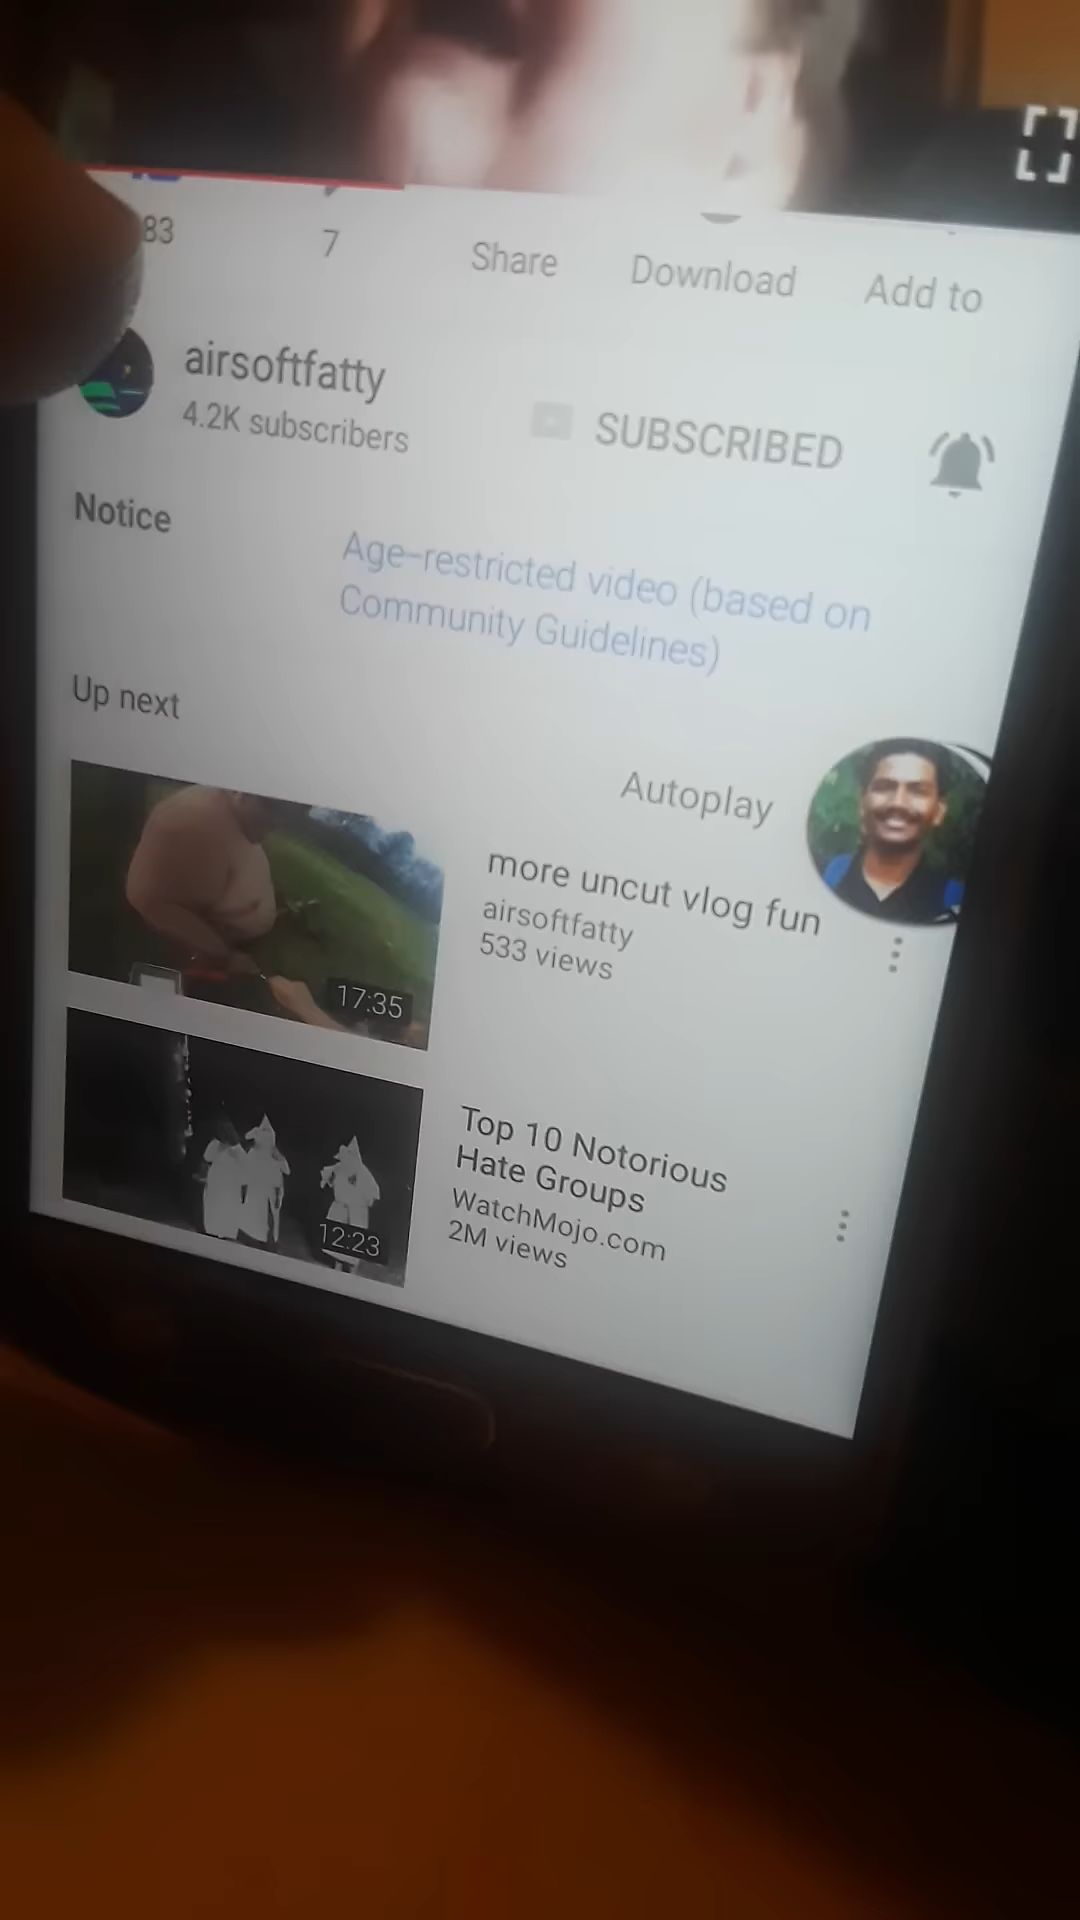 83
7
Share
Download
Add to
airsoftfatty
4.2K subscribers
SUBSCRIBED
Notice
Age-restricted video (based on
Community Guidelines)
Up next
Autoplay
17:35
more uncut vlog fun
airsoftfatty
533 views
12:23
Top 10 Notorious
Hate Groups
WatchMojo.com
2M views